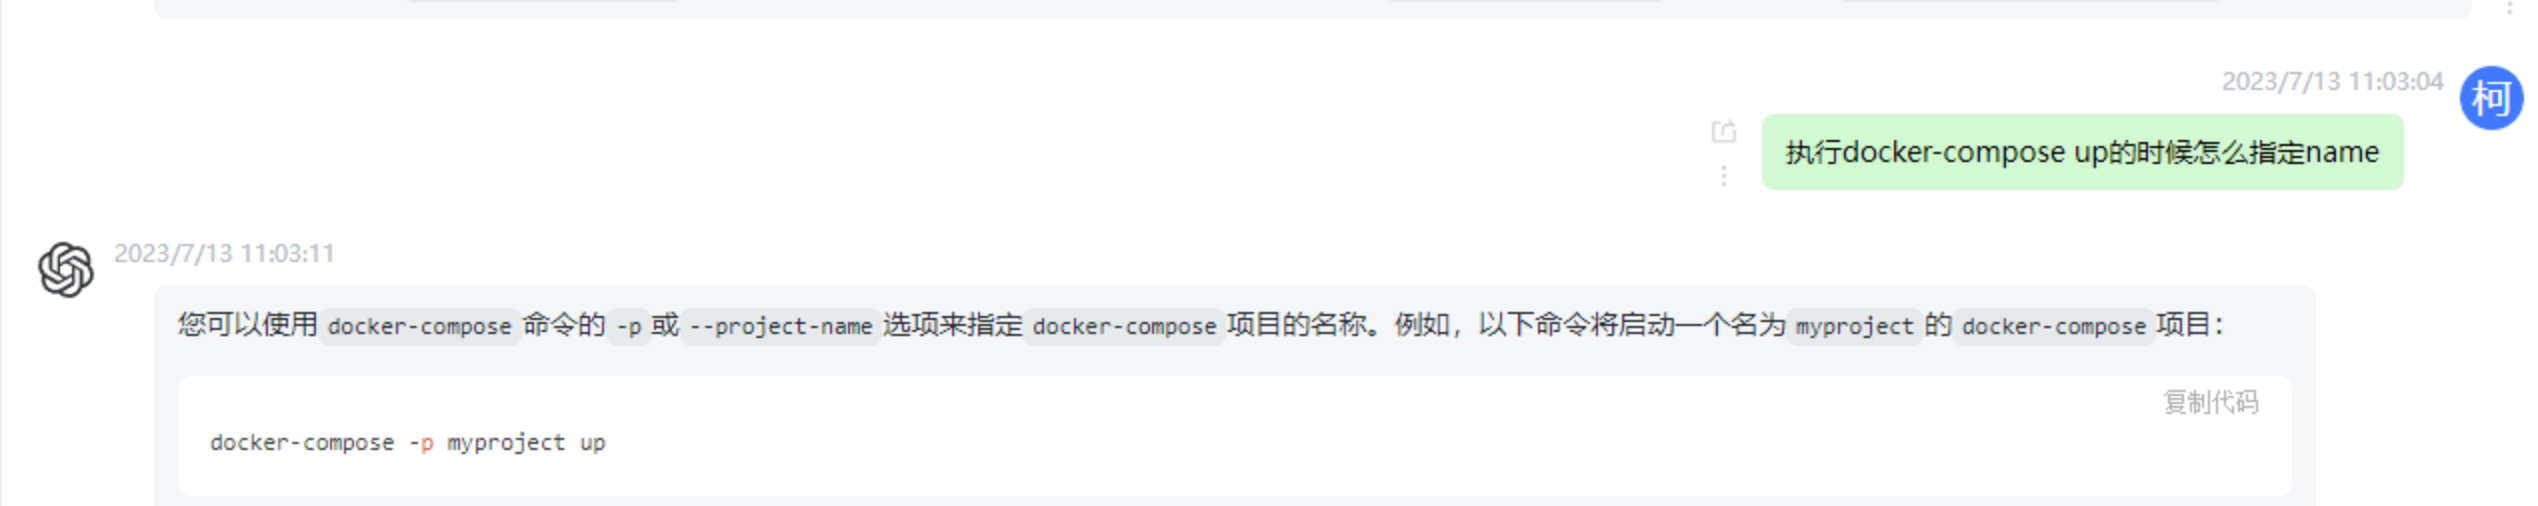 2023/7/13 11:03:04
柯
执行docker-compose up的时候怎么指定name
2023/7/13 11:03:11
您可以使用 docker-compose 命令的 -p 或 --project-name 选项来指定 docker-compose 项目的名称。例如，以下命令将启动一个名为 myproject 的 docker-compose 项目：
复制代码
docker-compose -p myproject up